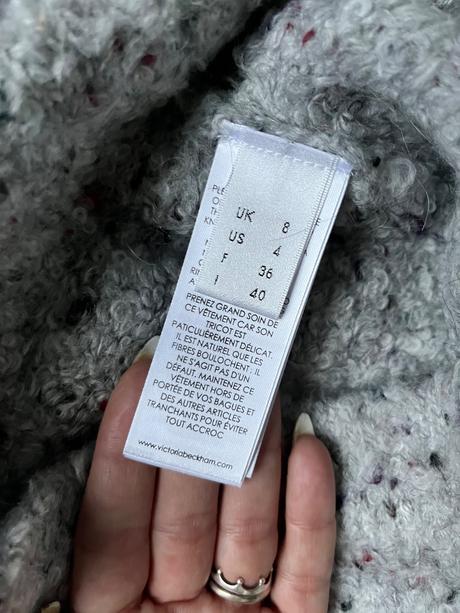 UK 8
US 4
F 36
I 40
PRENEZ GRAND SOIN DE
CE VÊTEMENT CAR SON
TRICOT EST
PATICULIÈREMENT DÉLICAT.
IL EST NATUREL QUE LES
FIBRES BOULOCHENT. IL
NE S'AGIT PAS D'UN
DÉFAUT. MAINTENEZ CE
VÊTEMENT HORS DE
PORTÉE DE VOS BAGUES ET
DES AUTRES ARTICLES
TRANCHANTS POUR ÉVITER
TOUT ACCROC
www.victoriabeckham.com